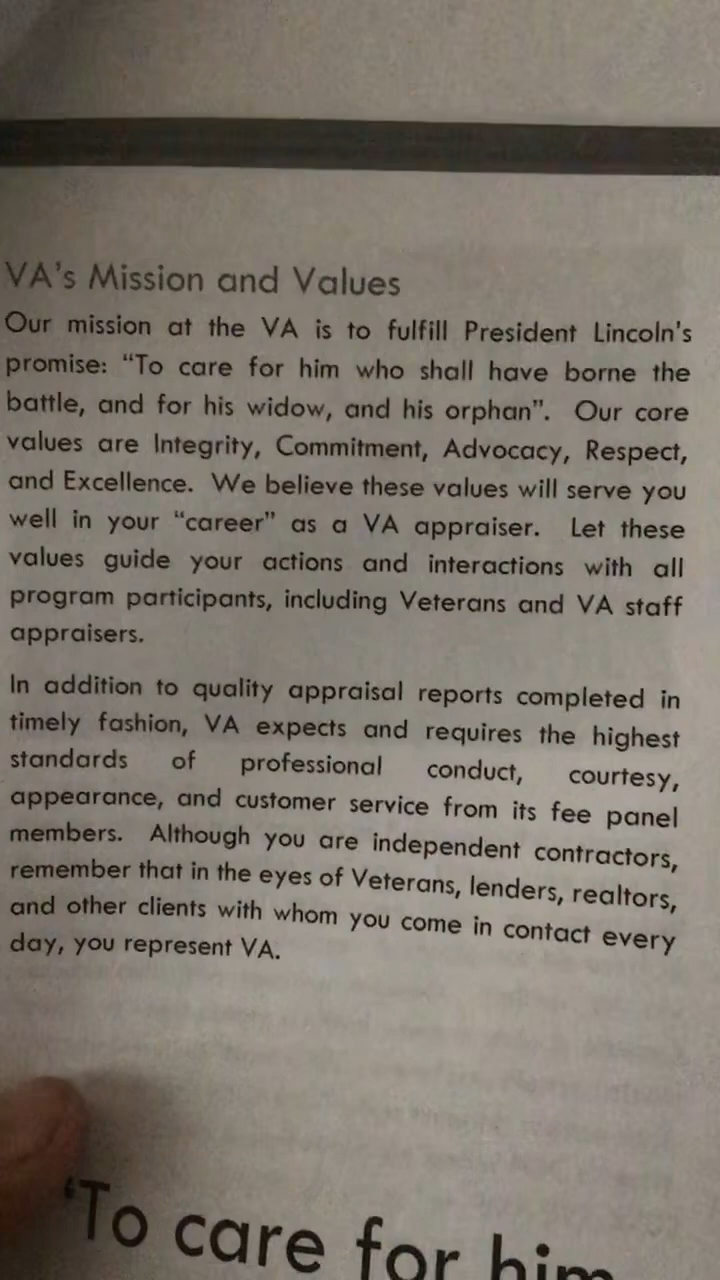 VA's Mission and Values
Our mission at the VA is to fulfill President Lincoln's
promise: “To care for him who shall have borne the
battle, and for his widow, and his orphan”. Our core
values are Integrity, Commitment, Advocacy, Respect,
and Excellence. We believe these values will serve you
well in your “career” as a VA appraiser. Let these
values guide your actions and interactions with all
program participants, including Veterans and VA staff
appraisers.
In addition to quality appraisal reports completed in
timely fashion, VA expects and requires the highest
standards of professional conduct, courtesy,
appearance, and customer service from its fee panel
members. Although you are independent contractors,
remember that in the eyes of Veterans, lenders, realtors,
and other clients with whom you come in contact every
day, you represent VA.
‘To care for him